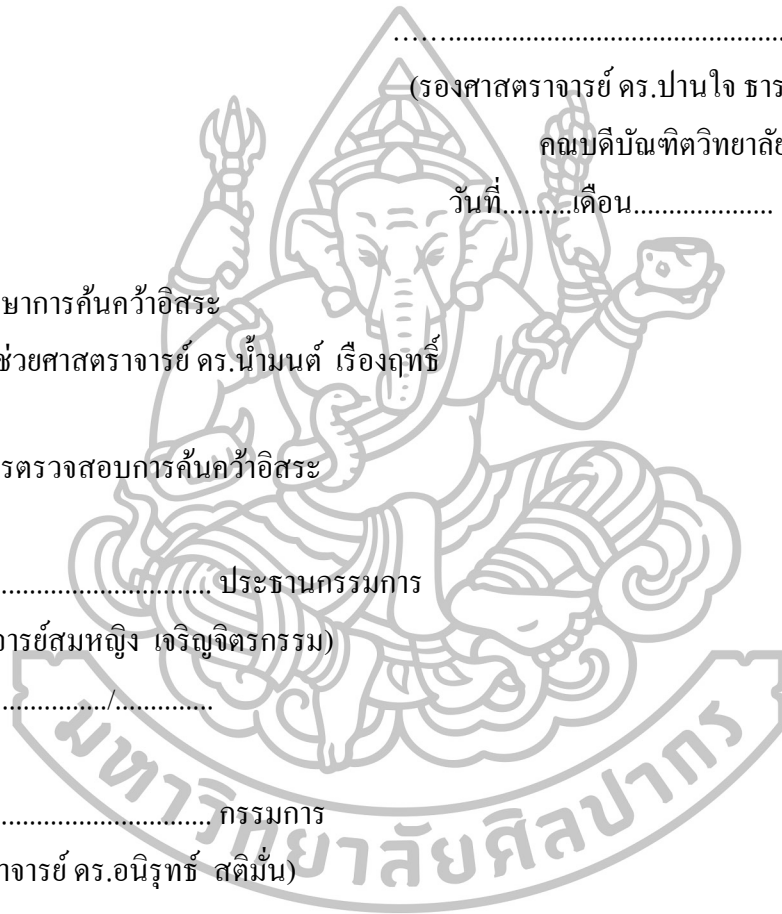 ................................................
(รองศาสตราจารย์ ดร.ปานใจ ธาร
คณบดีบัณฑิตวิทยาลัย
วันที่..........เดือน....................
ษาการค้นคว้าอิสระ
ช่วยศาสตราจารย์ ดร.น้ำมนต์ เรืองฤทธิ์
รตรวจสอบการค้นคว้าอิสระ
.............................. ประธานกรรมการ
จารย์สมหญิง เจริญจิตรกรรม)
.............../..............
.............................. กรรมการ
าจารย์ ดร.อนิรุทธ์ สติมั่น)
มหาวิทยาลัยศิลปากร